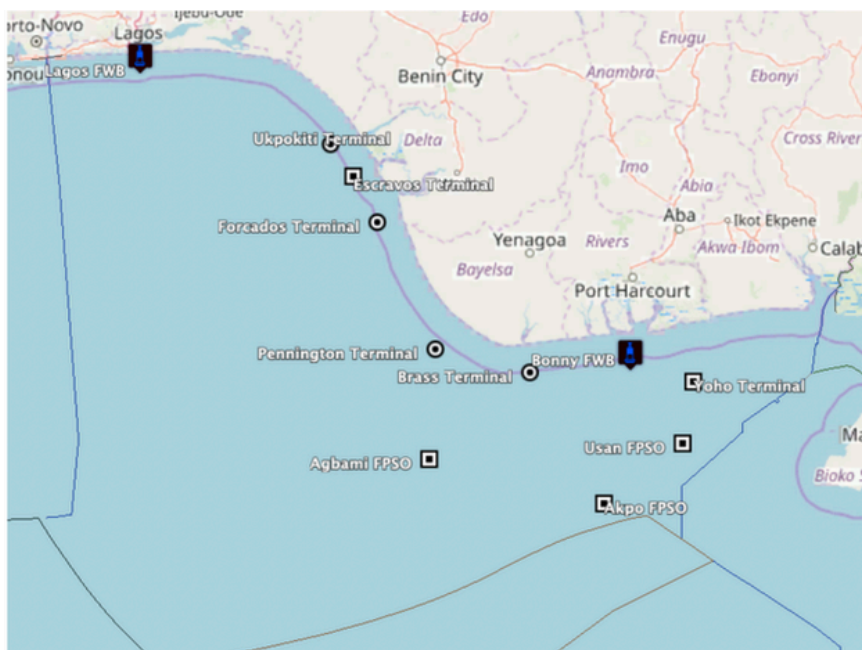 orto-Novo
Ijebu-Ode
Lagos
onou
Lagos FWB
Edo
Benin City
Enugu
Anambra
Ebonyi
Ukpokiti Terminal
Delta
Cross River
Imo
Escravos Terminal
Abia
Forcados Terminal
Aba
Ikot Ekpene
Yenagoa
Rivers
Akwa Ibom
Calab
Bayelsa
Port Harcourt
Pennington Terminal
Bonny FWB
Brass Terminal
Yoho Terminal
Ma
Usan FPSO
Agbami FPSO
Bioko S
Akpo FPSO